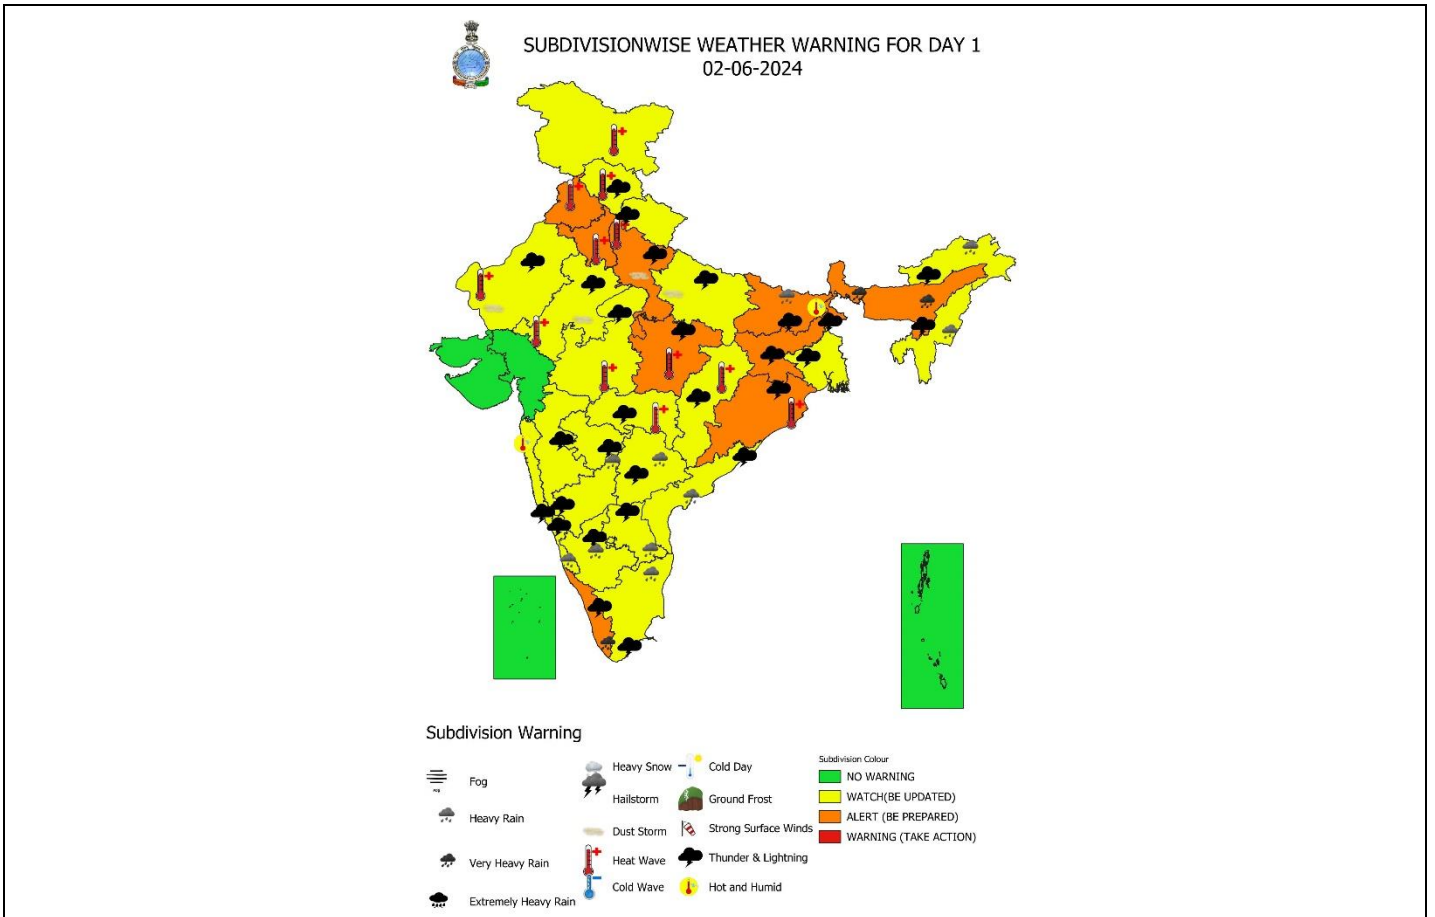 SUBDIVISIONWISE WEATHER WARNING FOR DAY 1
02-06-2024
Subdivision Warning
Fog
Heavy Rain
Very Heavy Rain
Extremely Heavy Rain
Heavy Snow
Hailstorm
Dust Storm
Heat Wave
Cold Wave
Cold Day
Ground Frost
Strong Surface Winds
Thunder & Lightning
Hot and Humid
Subdivision Colour
NO WARNING
WATCH(BE UPDATED)
ALERT (BE PREPARED)
WARNING (TAKE ACTION)